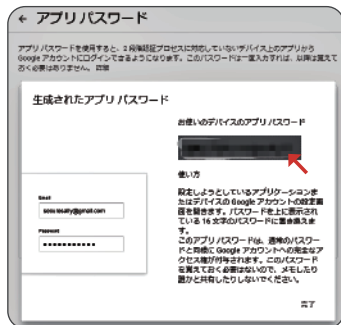 ← アプリ パスワード
アプリ パスワードを使用すると、2 段階認証プロセスに対応していないデバイス上のアプリから
Google アカウントにログインできるようになります。このパスワードは一度入力すれば、以降は覚えて
おく必要はありません。 詳細
生成されたアプリ パスワード
お使いのデバイスのアプリ パスワード
使い方
設定しようとしているアプリケーションま
たはデバイスの Google アカウントの設定画
面を開きます。パスワードを上に表示され
ている 16 文字のパスワードに置き換えま
す。
このアプリ パスワードは、通常のパスワー
ドと同様に Google アカウントへの完全なア
クセス権が付与されます。このパスワード
を覚えておく必要はないので、メモしたり
誰かと共有したりしないでください。
Email
Password
••••••••••
完了